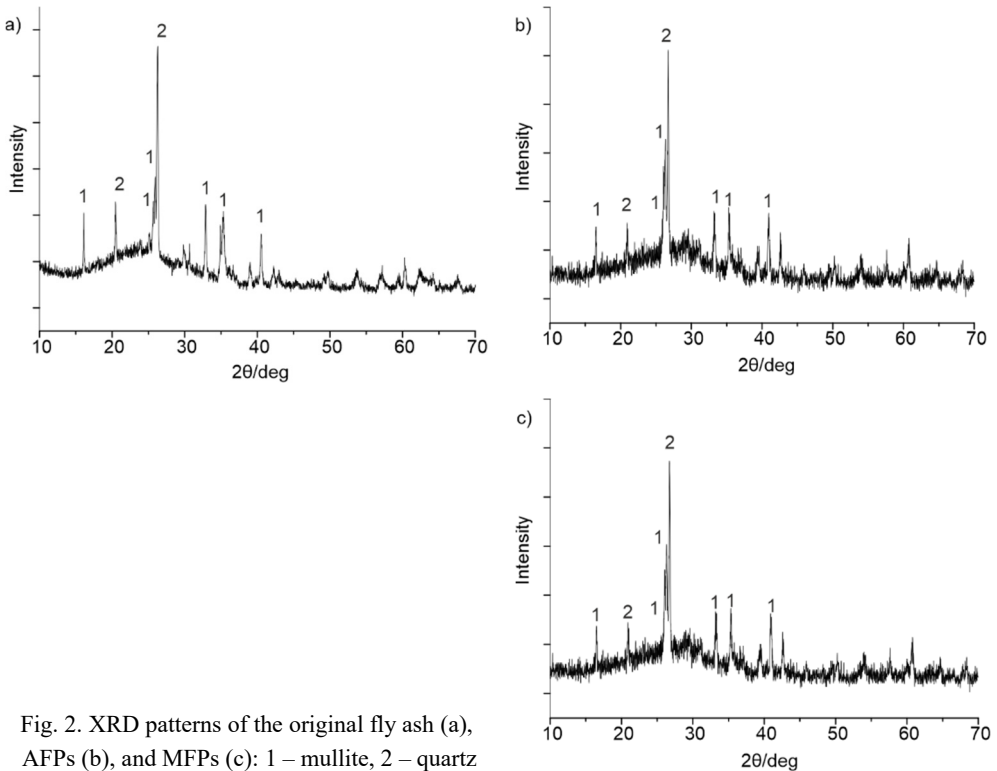 a)
2
1
2
1
1
1
1
1
Intensity
10 20 30 40 50 60 70
2θ/deg
b)
2
1
1
2
1
1
1
1
Intensity
10 20 30 40 50 60 70
2θ/deg
c)
2
1
1
2
1
1
1
1
Intensity
10 20 30 40 50 60 70
2θ/deg
Fig. 2. XRD patterns of the original fly ash (a),
AFPs (b), and MFPs (c): 1 – mullite, 2 – quartz